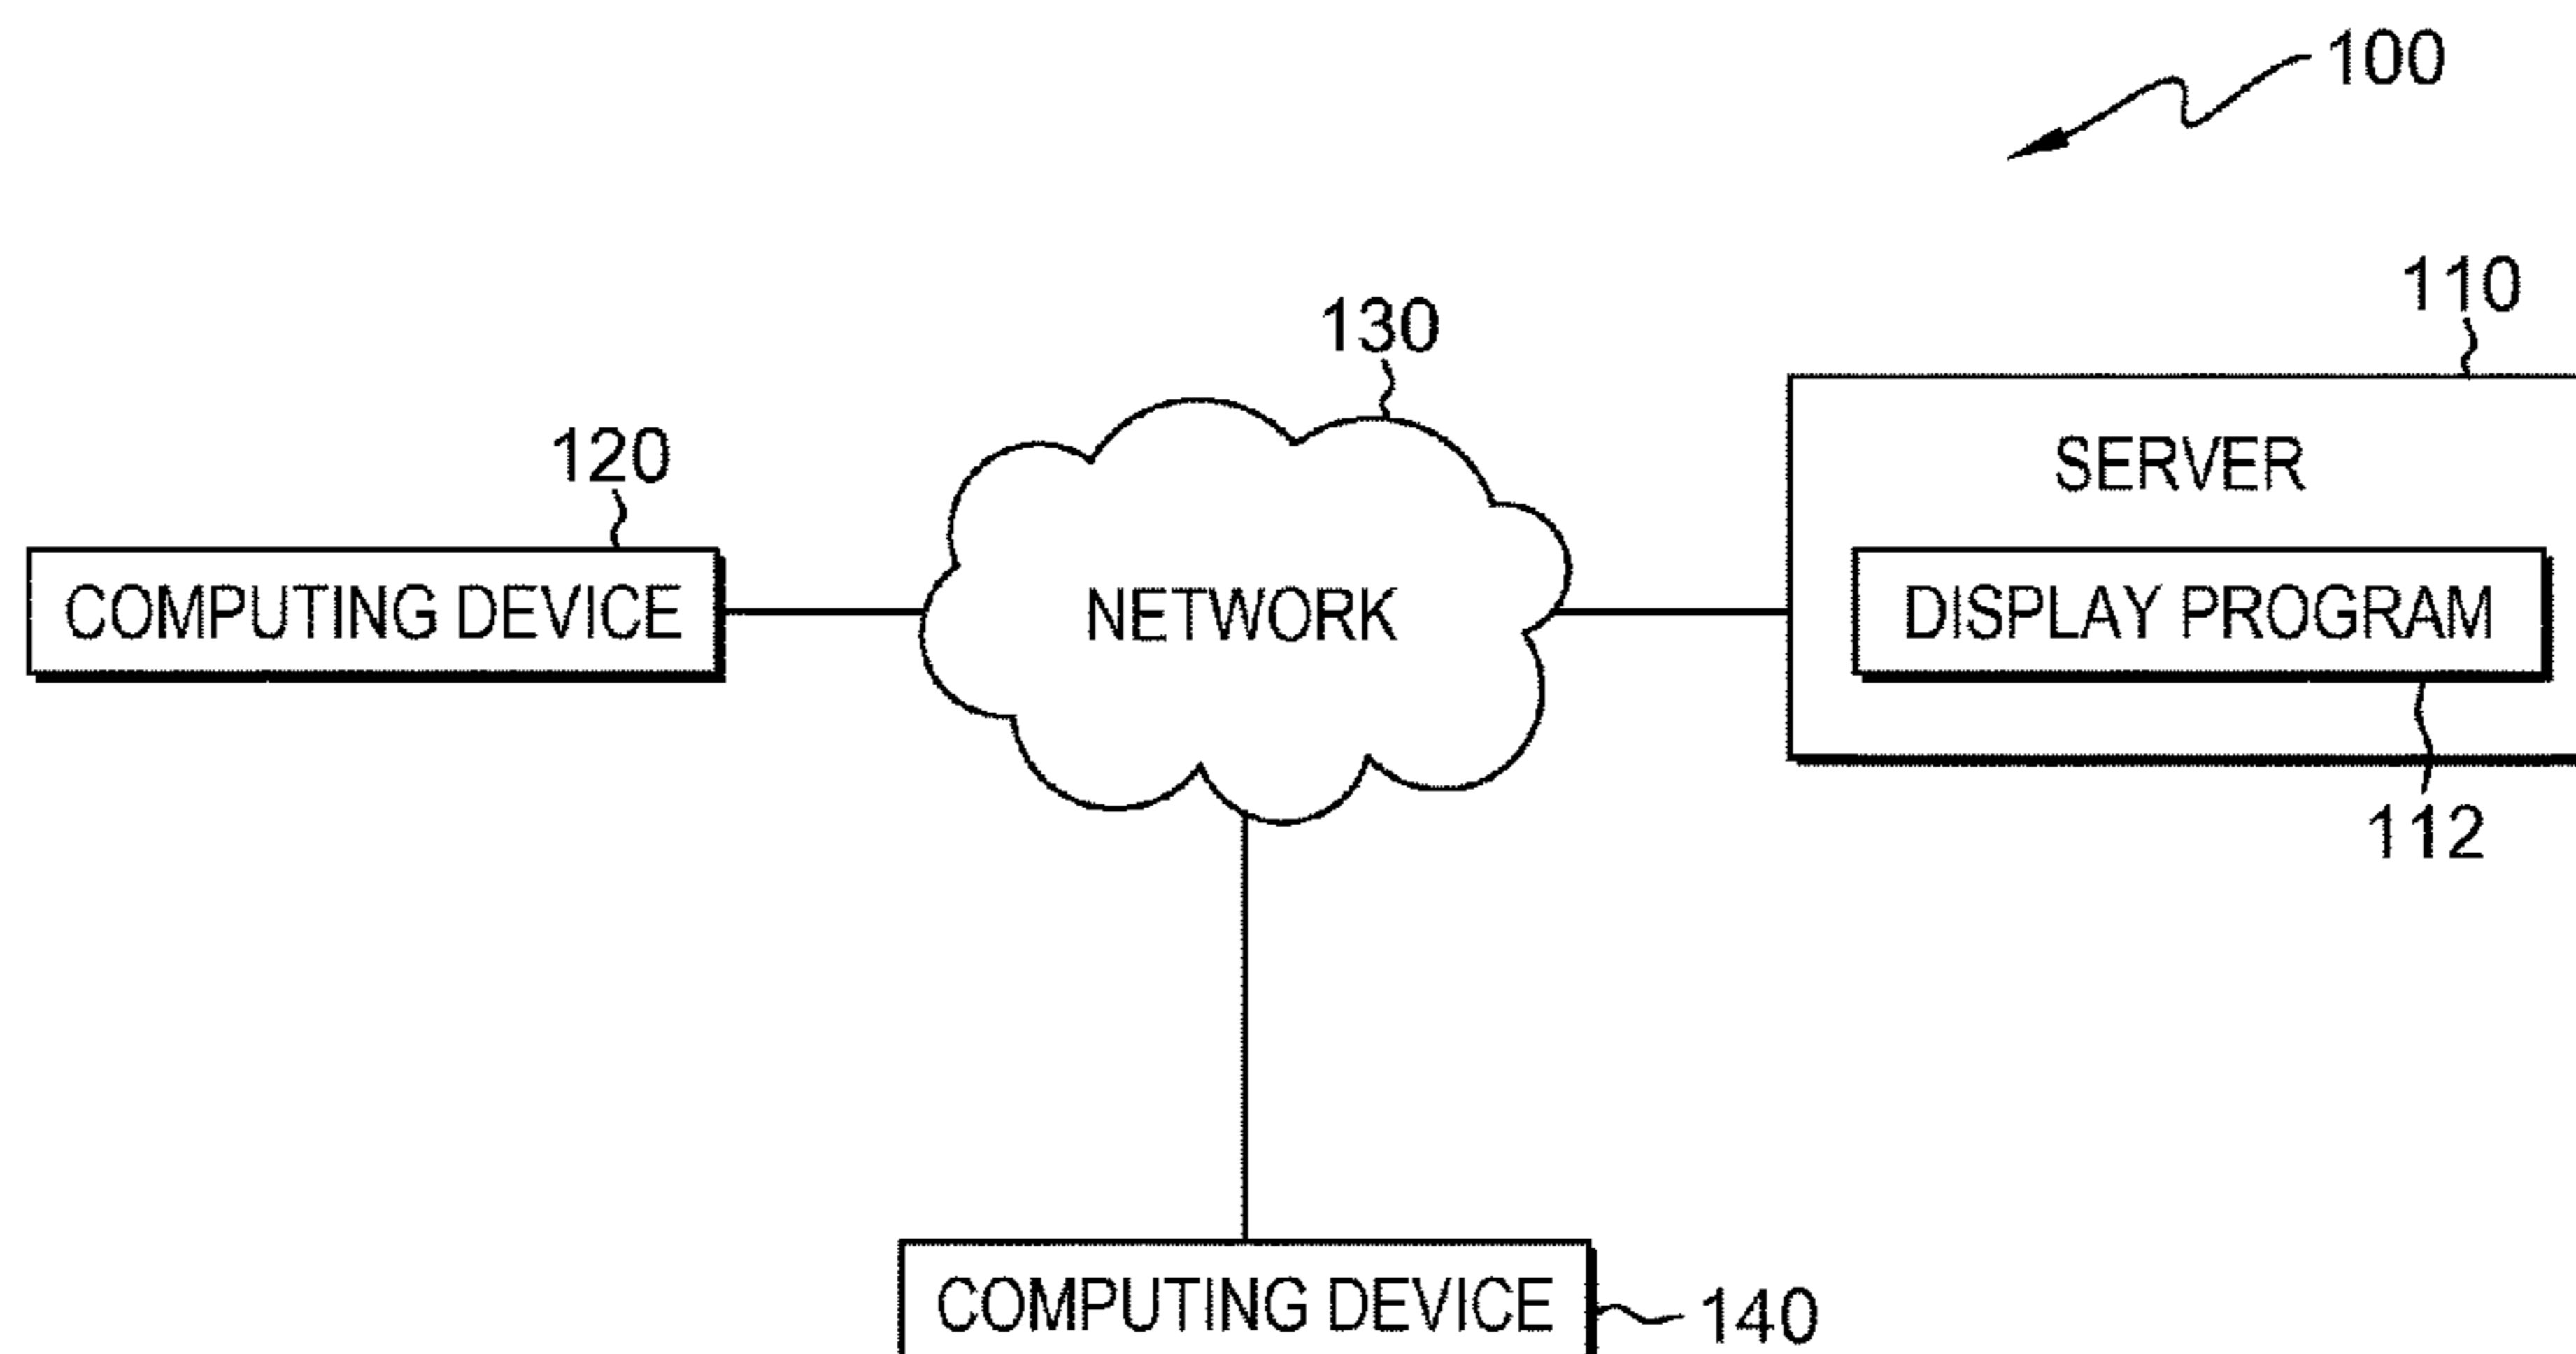 100
110
130
120
SERVER
COMPUTING DEVICE
NETWORK
DISPLAY PROGRAM
112
COMPUTING DEVICE
140